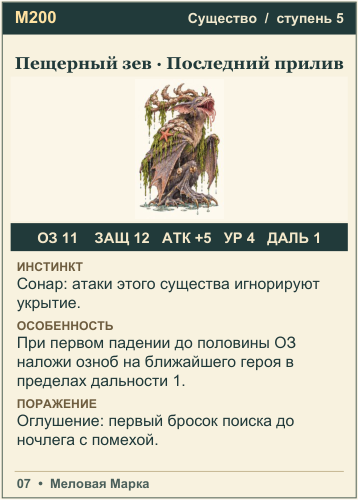 M200
Существо / ступень 5
Пещерный зев · Последний прилив
ОЗ 11 ЗАЩ 12 АТК +5 УР 4 ДАЛЬ 1
ИНСТИНКТ
Сонар: атаки этого существа игнорируют
укрытие.
ОСОБЕННОСТЬ
При первом падении до половины ОЗ
наложи озноб на ближайшего героя в
пределах дальности 1.
ПОРАЖЕНИЕ
Оглушение: первый бросок поиска до
ночлега с помехой.
07 • Меловая Марка